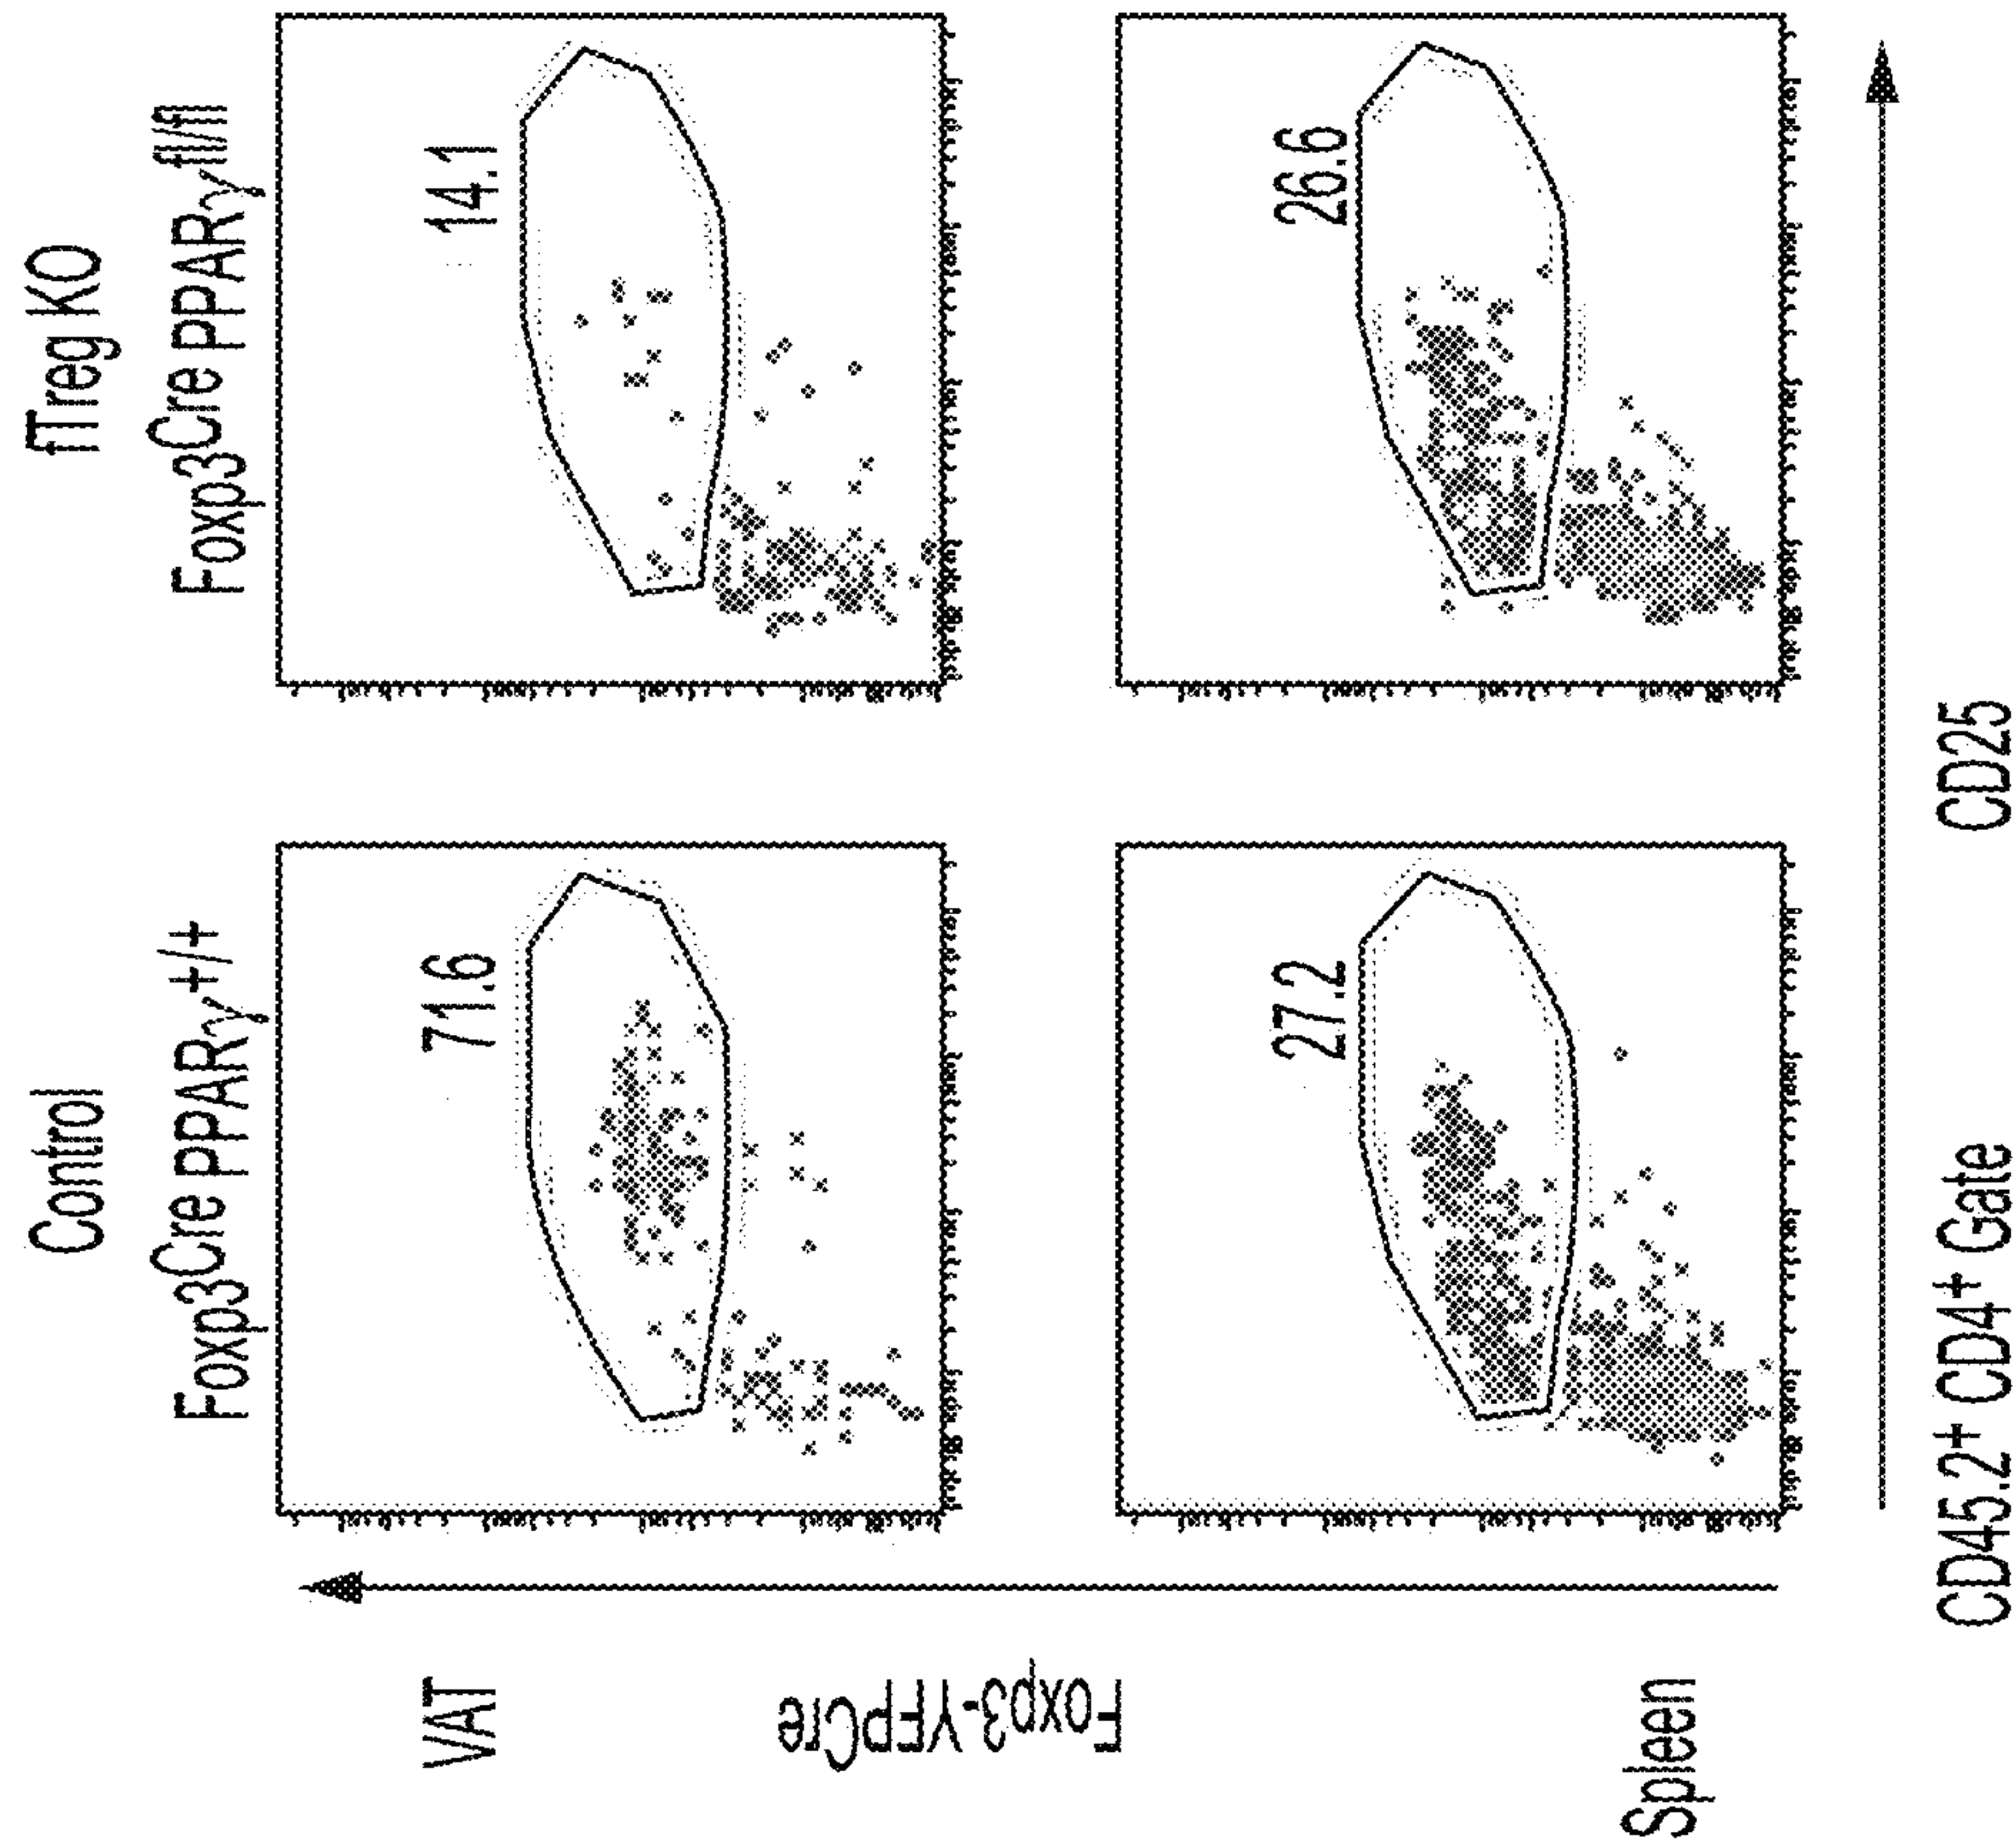 Control
Foxp3Cre PPARγ+/+
fTreg KO
Foxp3Cre PPARγfl/fl
VAT
71.6
14.1
Foxp3-YFPCre
Spleen
27.2
26.6
CD45.2+ CD4+ Gate
CD25